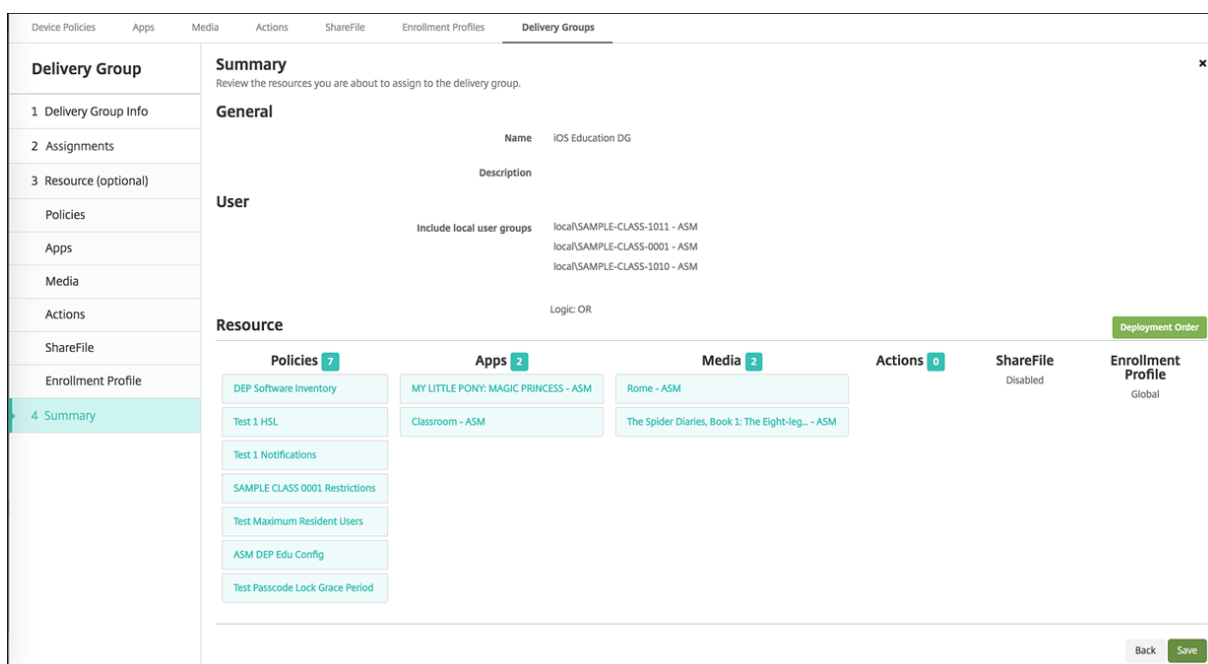 Device Policies Apps Media Actions ShareFile Enrollment Profiles Delivery Groups
Delivery Group
1 Delivery Group Info
2 Assignments
3 Resource (optional)
Policies
Apps
Media
Actions
ShareFile
Enrollment Profile
4 Summary
Summary
×
Review the resources you are about to assign to the delivery group.
General
Name iOS Education DG
Description
User
Include local user groups local\SAMPLE-CLASS-1011 - ASM
local\SAMPLE-CLASS-0001 - ASM
local\SAMPLE-CLASS-1010 - ASM
Logic: OR
Resource
Deployment Order
Policies 7
DEP Software Inventory
Test 1 HSL
Test 1 Notifications
SAMPLE CLASS 0001 Restrictions
Test Maximum Resident Users
ASM DEP Edu Config
Test Passcode Lock Grace Period
Apps 2
MY LITTLE PONY: MAGIC PRINCESS - ASM
Classroom - ASM
Media 2
Rome - ASM
The Spider Diaries, Book 1: The Eight-leg... - ASM
Actions 0
ShareFile
Disabled
Enrollment
Profile
Global
Back Save